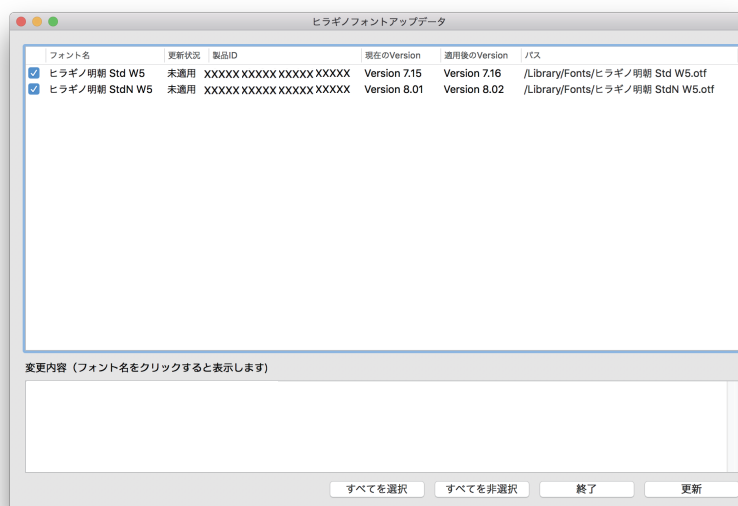 ヒラギノフォントアップデータ
フォント名 更新状況 製品ID 現在のVersion 適用後のVersion パス
ヒラギノ明朝 Std W5 未適用 XXXXX XXXXX XXXXX XXXXX Version 7.15 Version 7.16 /Library/Fonts/ヒラギノ明朝 Std W5.otf
ヒラギノ明朝 StdN W5 未適用 XXXXX XXXXX XXXXX XXXXX Version 8.01 Version 8.02 /Library/Fonts/ヒラギノ明朝 StdN W5.otf
変更内容（フォント名をクリックすると表示します)
すべてを選択 すべてを非選択 終了 更新